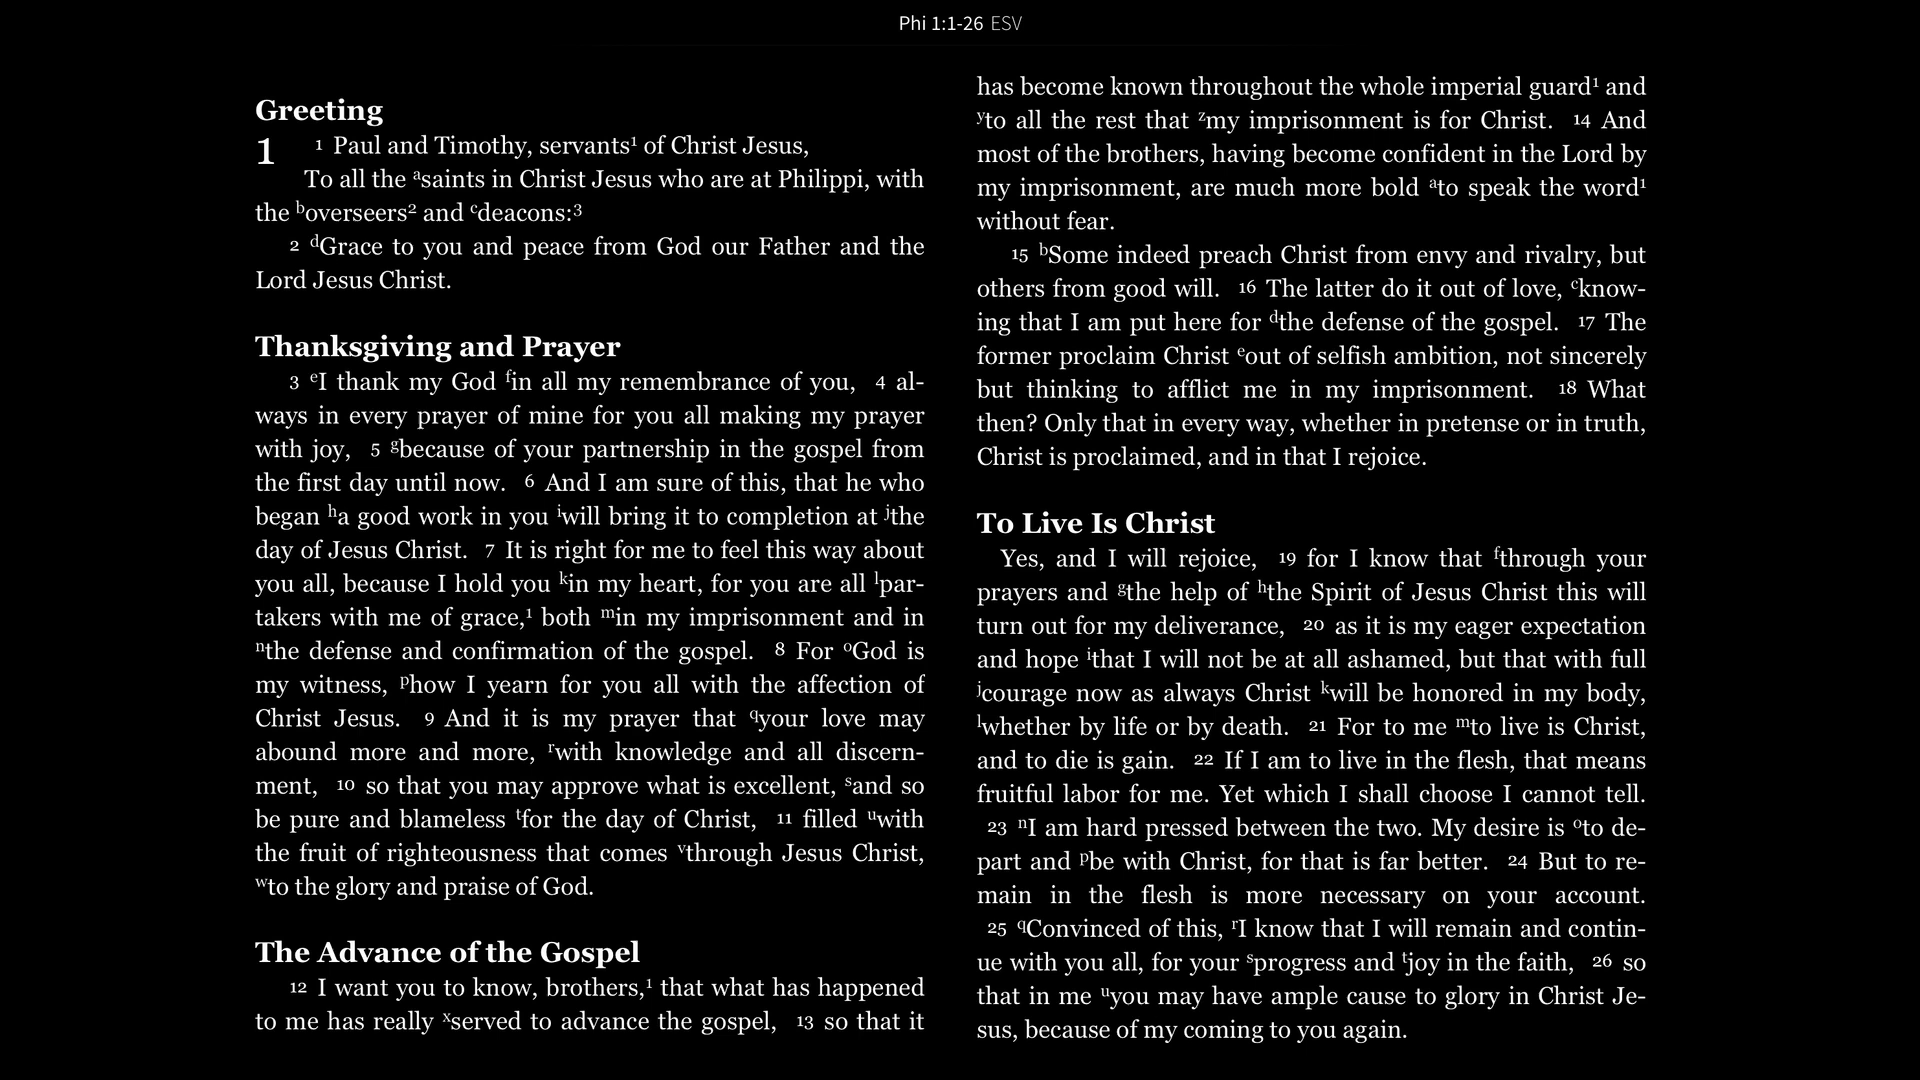 Phi 1:1-26 ESV
Greeting
1 1 Paul and Timothy, servants1 of Christ Jesus,
To all the asaints in Christ Jesus who are at Philippi, with
the boverseers2 and cdeacons:3
2 dGrace to you and peace from God our Father and the
Lord Jesus Christ.
Thanksgiving and Prayer
3 eI thank my God fin all my remembrance of you, 4 al-
ways in every prayer of mine for you all making my prayer
with joy, 5 gbecause of your partnership in the gospel from
the first day until now. 6 And I am sure of this, that he who
began ha good work in you iwill bring it to completion at jthe
day of Jesus Christ. 7 It is right for me to feel this way about
you all, because I hold you kin my heart, for you are all lpar-
takers with me of grace,1 both min my imprisonment and in
nthe defense and confirmation of the gospel. 8 For oGod is
my witness, phow I yearn for you all with the affection of
Christ Jesus. 9 And it is my prayer that qyour love may
abound more and more, rwith knowledge and all discern-
ment, 10 so that you may approve what is excellent, sand so
be pure and blameless tfor the day of Christ, 11 filled uwith
the fruit of righteousness that comes vthrough Jesus Christ,
wto the glory and praise of God.
The Advance of the Gospel
12 I want you to know, brothers,1 that what has happened
to me has really xserved to advance the gospel, 13 so that it
has become known throughout the whole imperial guard1 and
yto all the rest that zmy imprisonment is for Christ. 14 And
most of the brothers, having become confident in the Lord by
my imprisonment, are much more bold ato speak the word1
without fear.
15 bSome indeed preach Christ from envy and rivalry, but
others from good will. 16 The latter do it out of love, cknow-
ing that I am put here for dthe defense of the gospel. 17 The
former proclaim Christ eout of selfish ambition, not sincerely
but thinking to afflict me in my imprisonment. 18 What
then? Only that in every way, whether in pretense or in truth,
Christ is proclaimed, and in that I rejoice.
To Live Is Christ
Yes, and I will rejoice, 19 for I know that fthrough your
prayers and gthe help of hthe Spirit of Jesus Christ this will
turn out for my deliverance, 20 as it is my eager expectation
and hope ithat I will not be at all ashamed, but that with full
jcourage now as always Christ kwill be honored in my body,
lwhether by life or by death. 21 For to me mto live is Christ,
and to die is gain. 22 If I am to live in the flesh, that means
fruitful labor for me. Yet which I shall choose I cannot tell.
23 nI am hard pressed between the two. My desire is oto de-
part and pbe with Christ, for that is far better. 24 But to re-
main in the flesh is more necessary on your account.
25 qConvinced of this, rI know that I will remain and contin-
ue with you all, for your sprogress and tjoy in the faith, 26 so
that in me uyou may have ample cause to glory in Christ Je-
sus, because of my coming to you again.